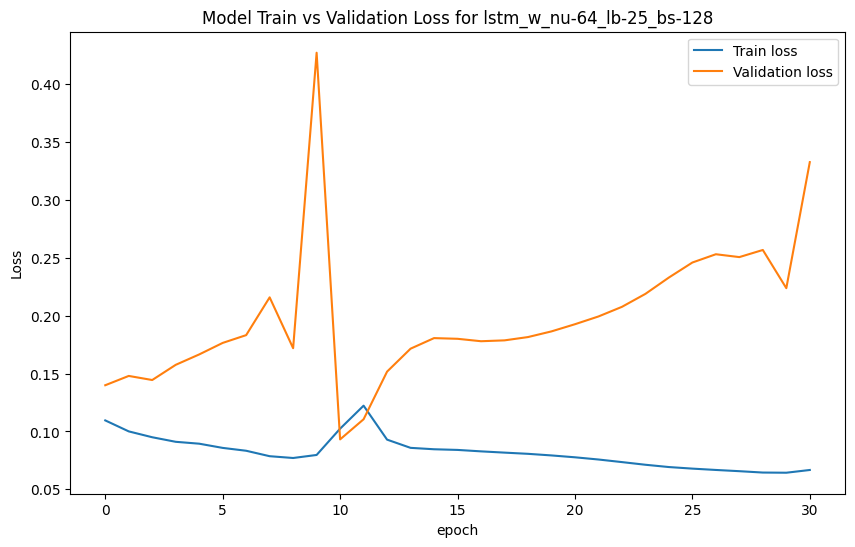 Model Train vs Validation Loss for lstm_w_nu-64_lb-25_bs-128
Train loss
Validation loss
0.40
0.35
0.30
0.25
0.20
0.15
0.10
0.05
Loss
0 5 10 15 20 25 30
epoch